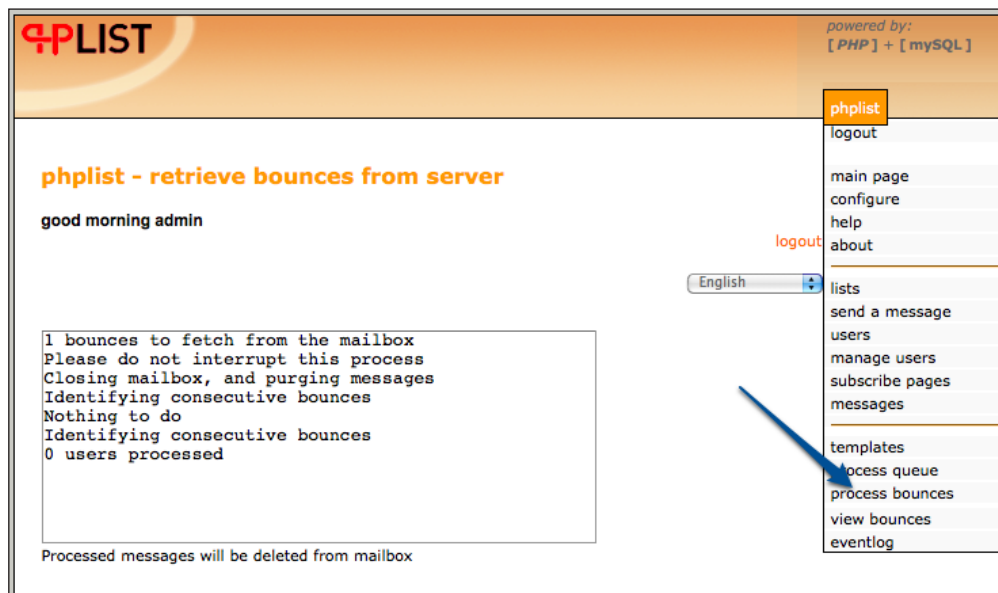 PHPLIST
powered by:
[ PHP ] + [ mySQL ]
phplist
logout
main page
configure
help
about
lists
send a message
users
manage users
subscribe pages
messages
templates
process queue
process bounces
view bounces
eventlog
phplist - retrieve bounces from server
good morning admin
logout
English
1 bounces to fetch from the mailbox
Please do not interrupt this process
Closing mailbox, and purging messages
Identifying consecutive bounces
Nothing to do
Identifying consecutive bounces
0 users processed
Processed messages will be deleted from mailbox